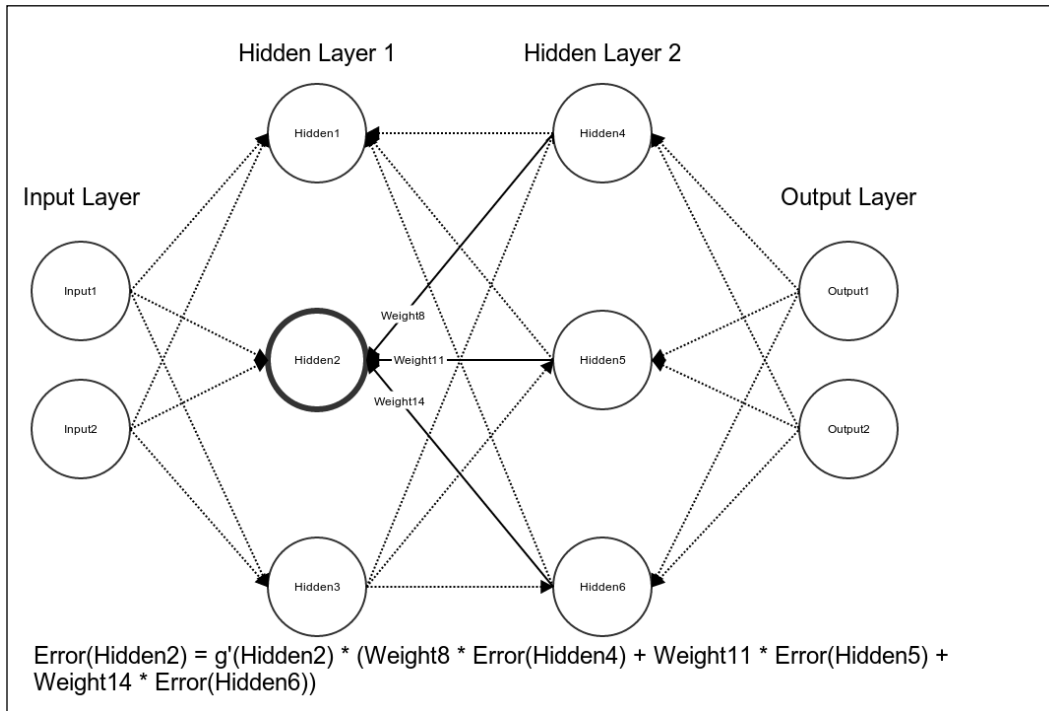 Hidden Layer 1
Hidden Layer 2
Hidden1
Hidden4
Input Layer
Output Layer
Input1
Output1
Weight8
Hidden2
Weight11
Hidden5
Weight14
Input2
Output2
Hidden3
Hidden6
Error(Hidden2) = g'(Hidden2) * (Weight8 * Error(Hidden4) + Weight11 * Error(Hidden5) +
Weight14 * Error(Hidden6))